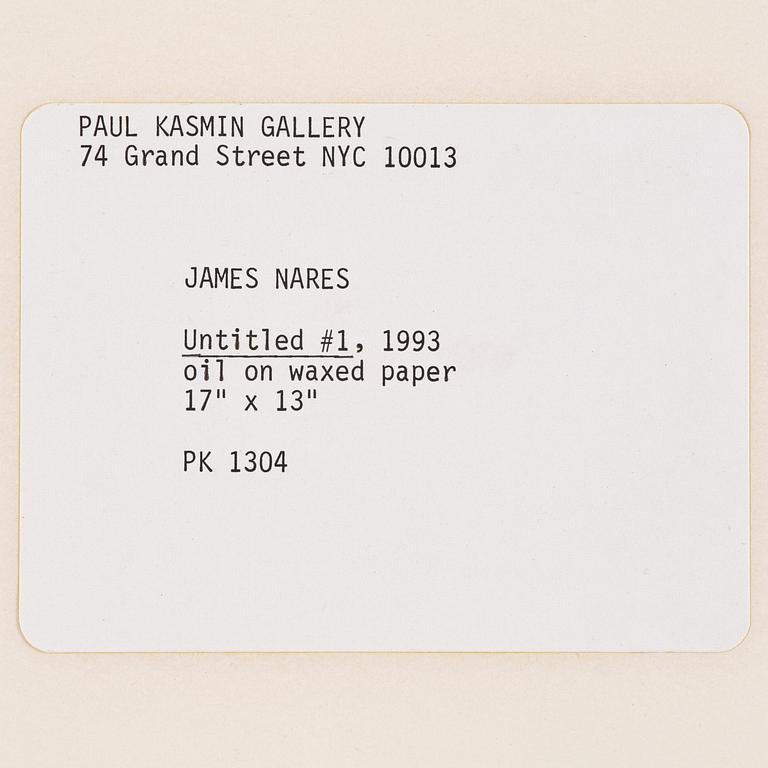 PAUL KASMIN GALLERY
74 Grand Street NYC 10013
JAMES NARES
Untitled #1, 1993
oil on waxed paper
17" x 13"
PK 1304